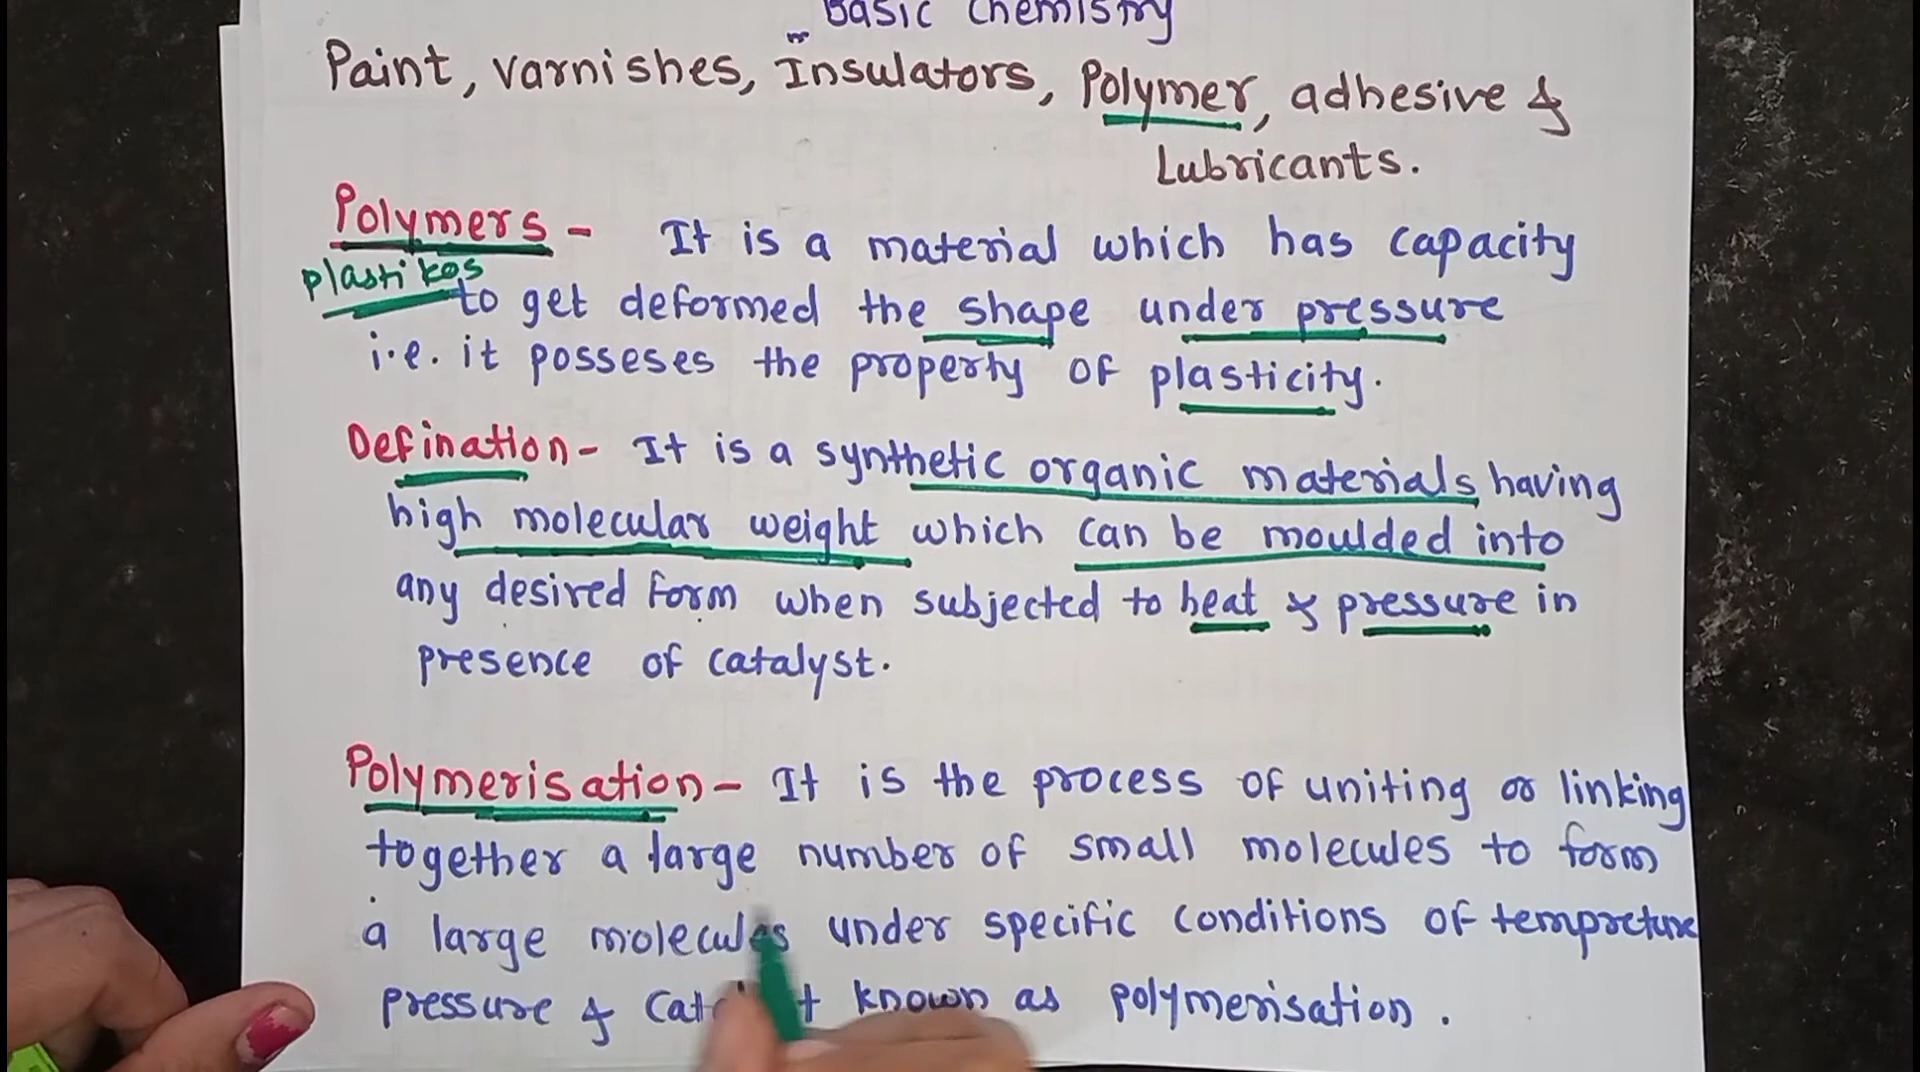 Basic Chemistry
Paint, varnishes, Insulators, Polymer, adhesive &
Lubricants.
Polymers - It is a material which has capacity
plastikos
to get deformed the shape under pressure
i.e. it posseses the property of plasticity.
Defination - It is a synthetic organic materials having
high molecular weight which can be moulded into
any desired form when subjected to heat & pressure in
presence of catalyst.
Polymerisation - It is the process of uniting or linking
together a large number of small molecules to form
a large molecules under specific conditions of temprcture
pressure & known as polymerisation.